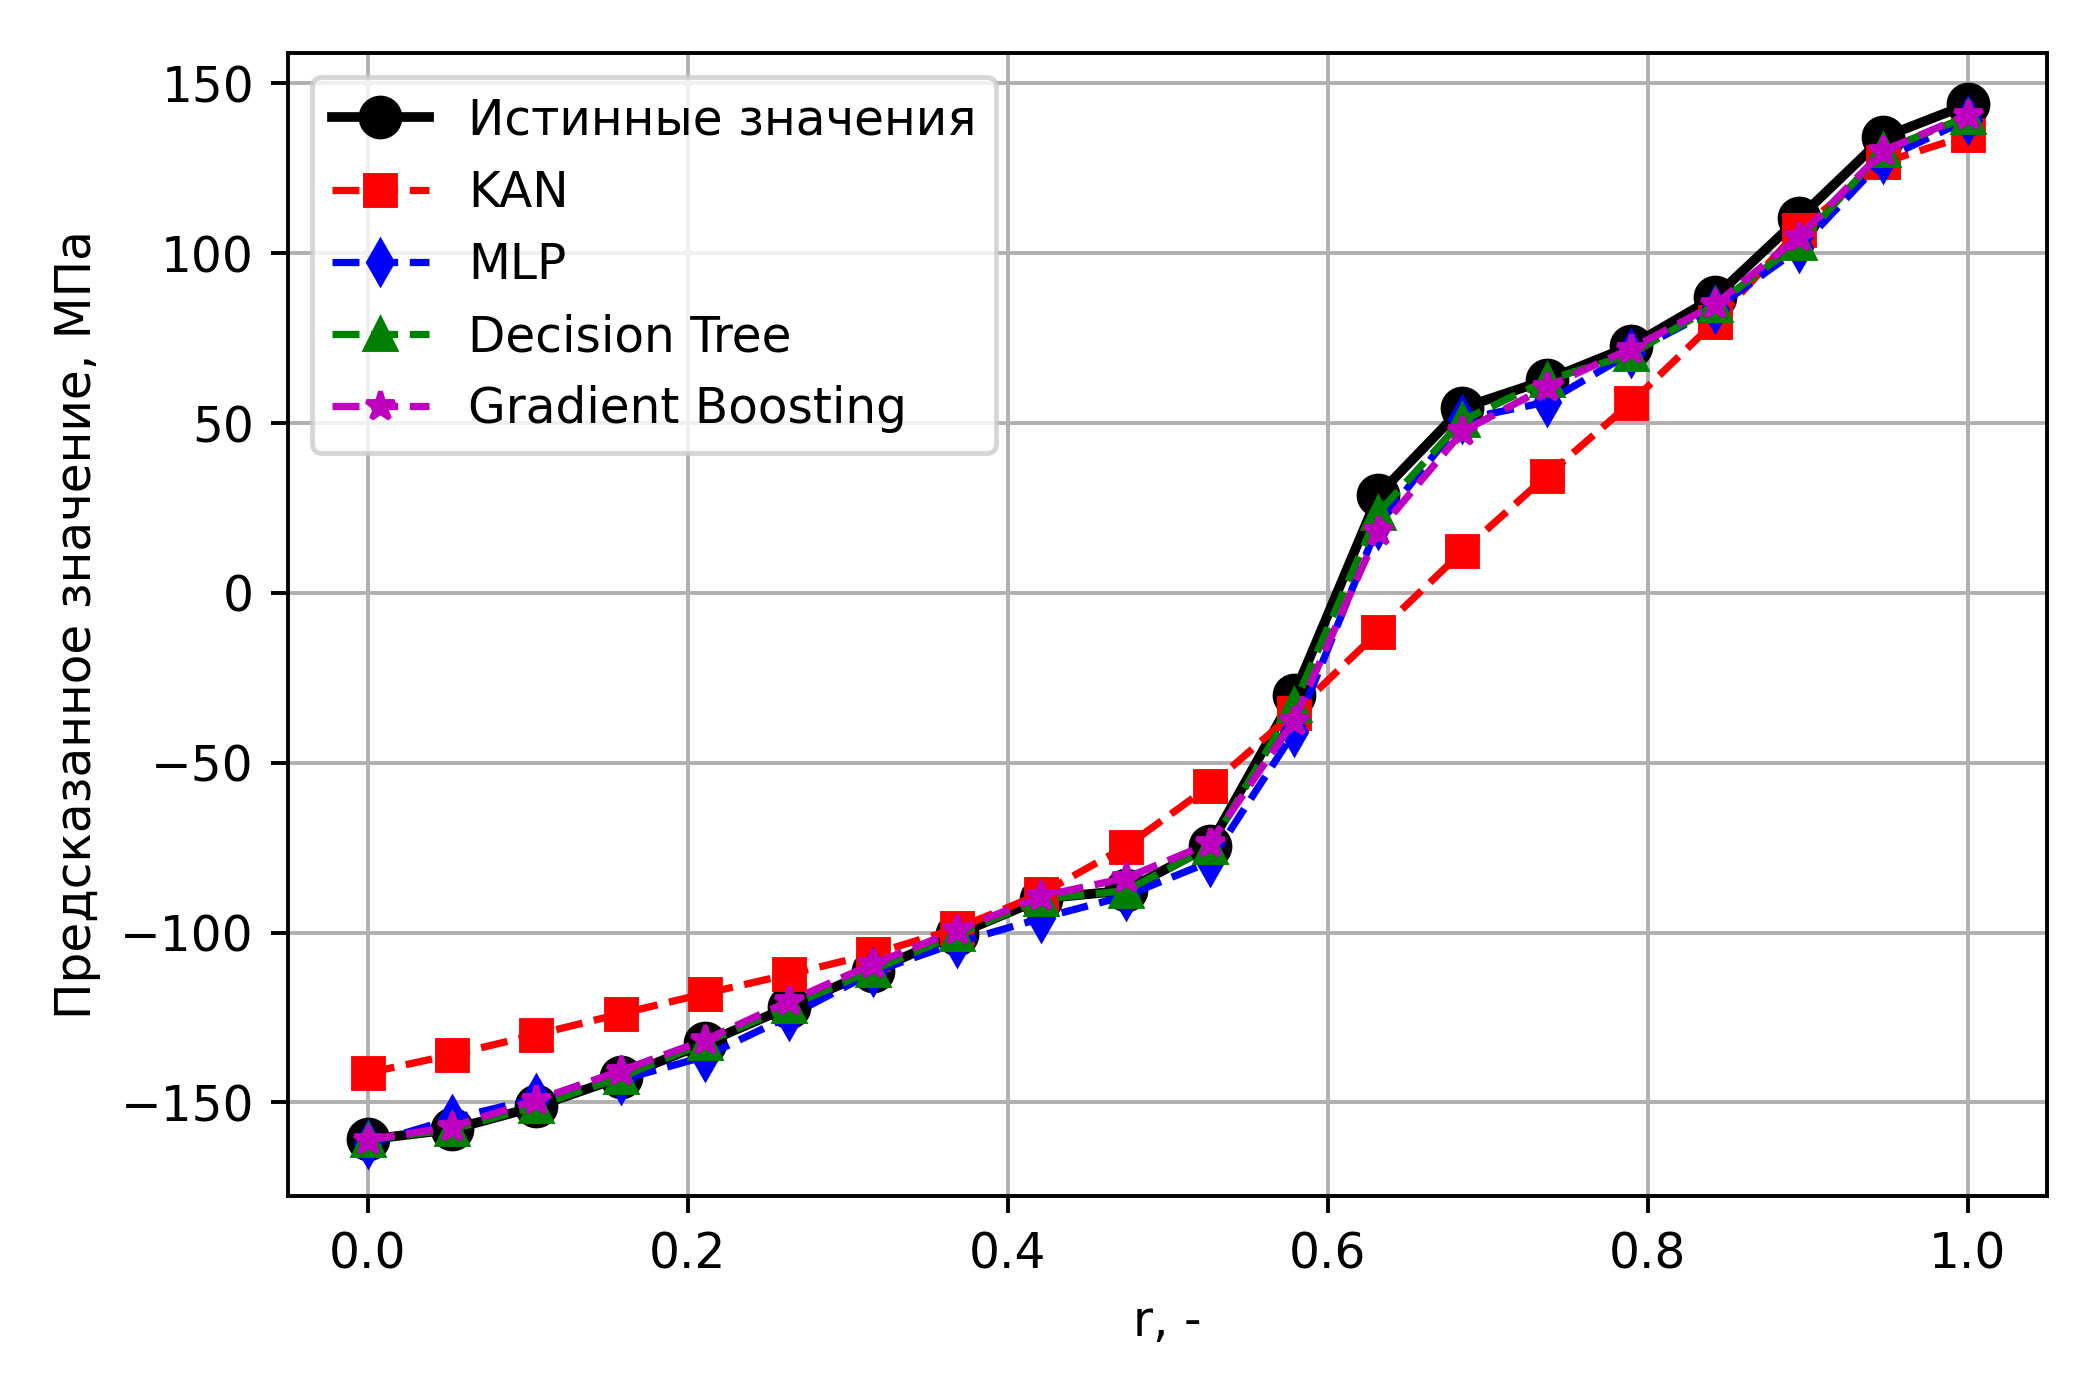 150
100
50
0
−50
−100
−150
Предсказанное значение, МПа
Истинные значения
KAN
MLP
Decision Tree
Gradient Boosting
0.0 0.2 0.4 0.6 0.8 1.0
r, -